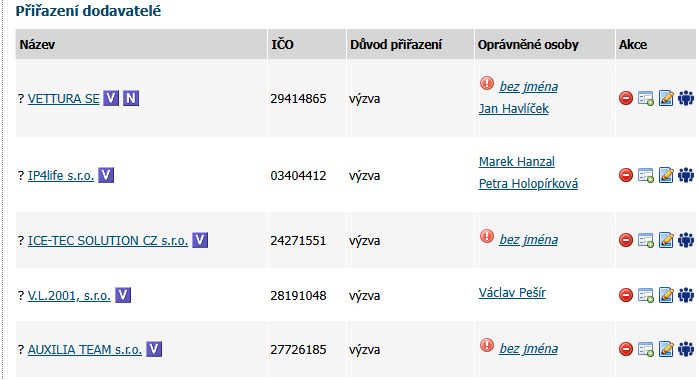 Přiřazení dodavatelé
Název IČO Důvod přiřazení Oprávněné osoby Akce
? VETTURA SE V N 29414865 výzva bez jména
Jan Havlíček
? IP4life s.r.o. V 03404412 výzva Marek Hanzal
Petra Holopírková
? ICE-TEC SOLUTION CZ s.r.o. V 24271551 výzva bez jména
? V.L.2001, s.r.o. V 28191048 výzva Václav Pešír
? AUXILIA TEAM s.r.o. V 27726185 výzva bez jména